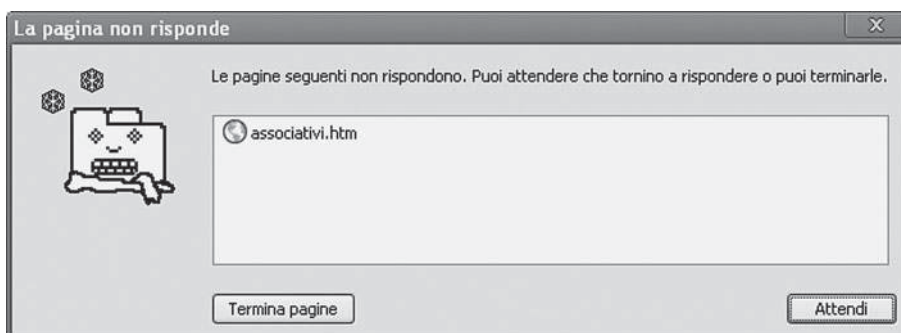 La pagina non risponde
Le pagine seguenti non rispondono. Puoi attendere che tornino a rispondere o puoi terminarle.
associativi.htm
Termina pagine
Attendi